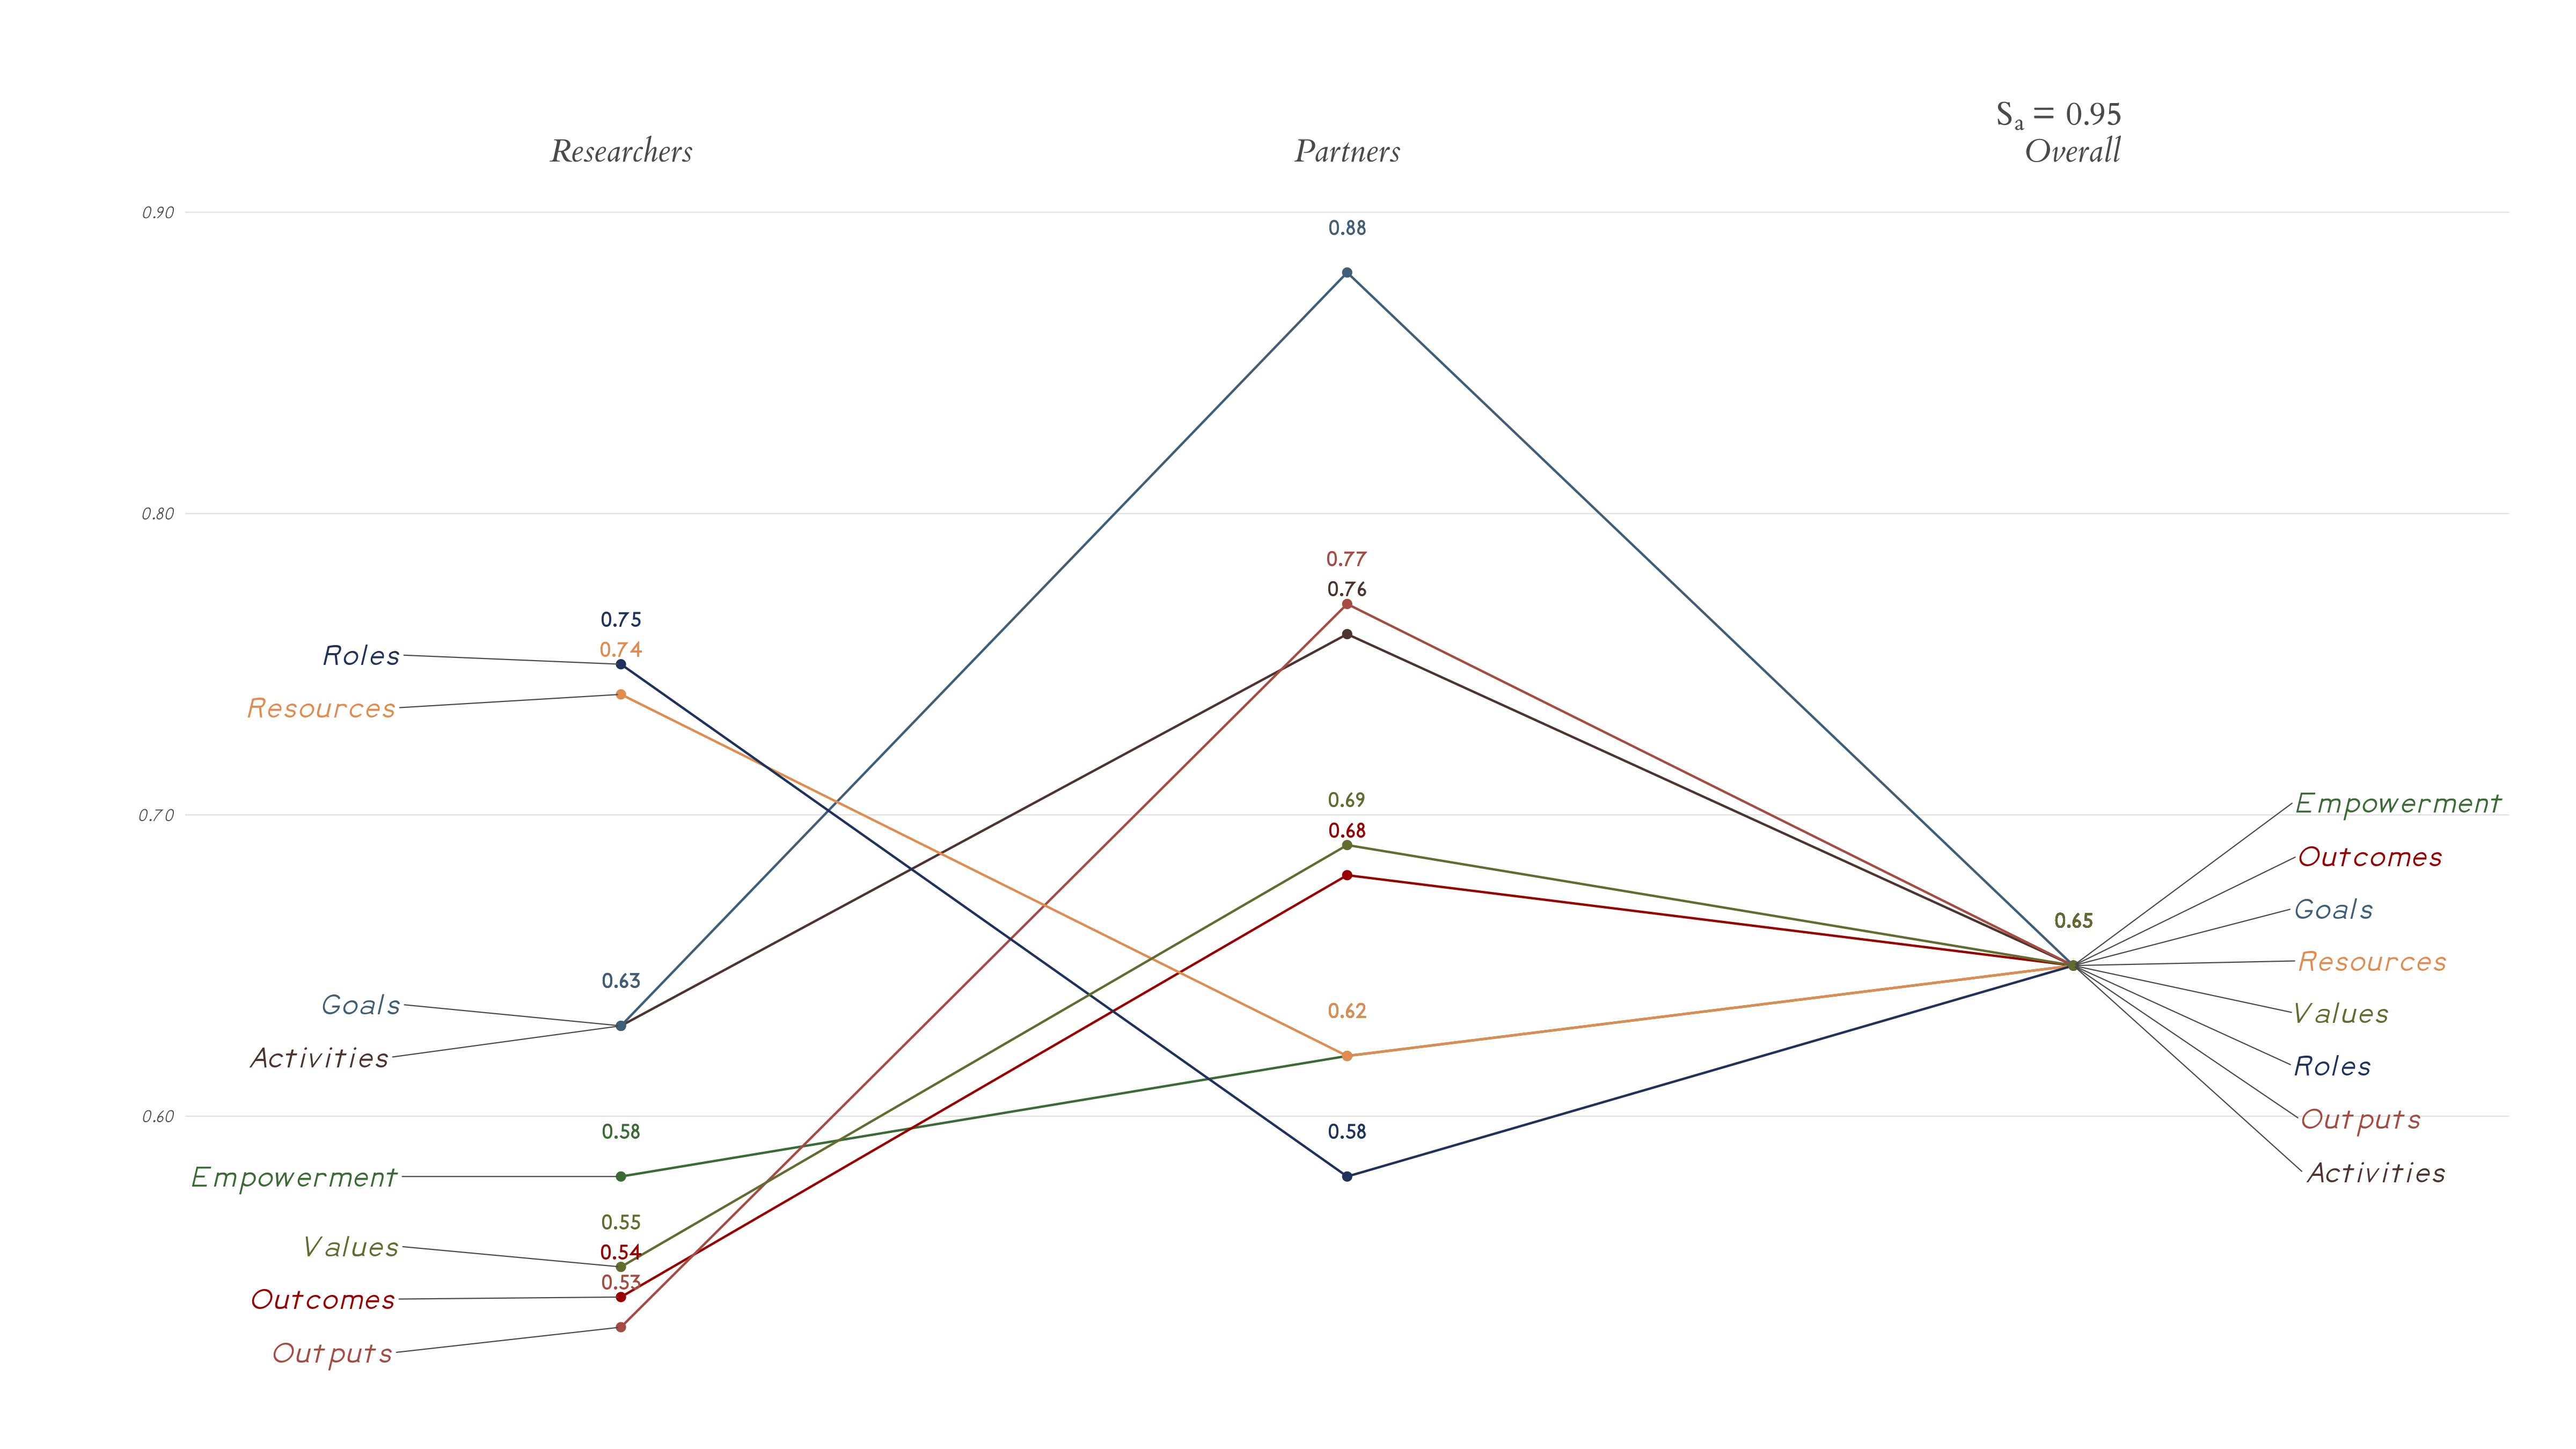 Sa = 0.95
Researchers
Partners
Overall
0.90
0.88
0.80
0.77
0.76
0.75
0.74
Roles
Resources
0.70
0.69
0.68
Empowerment
Outcomes
Goals
Resources
Values
Roles
Outputs
Activities
0.65
0.63
0.62
Goals
Activities
0.60
0.58
0.58
Empowerment
0.55
Values
0.54
0.53
Outcomes
Outputs